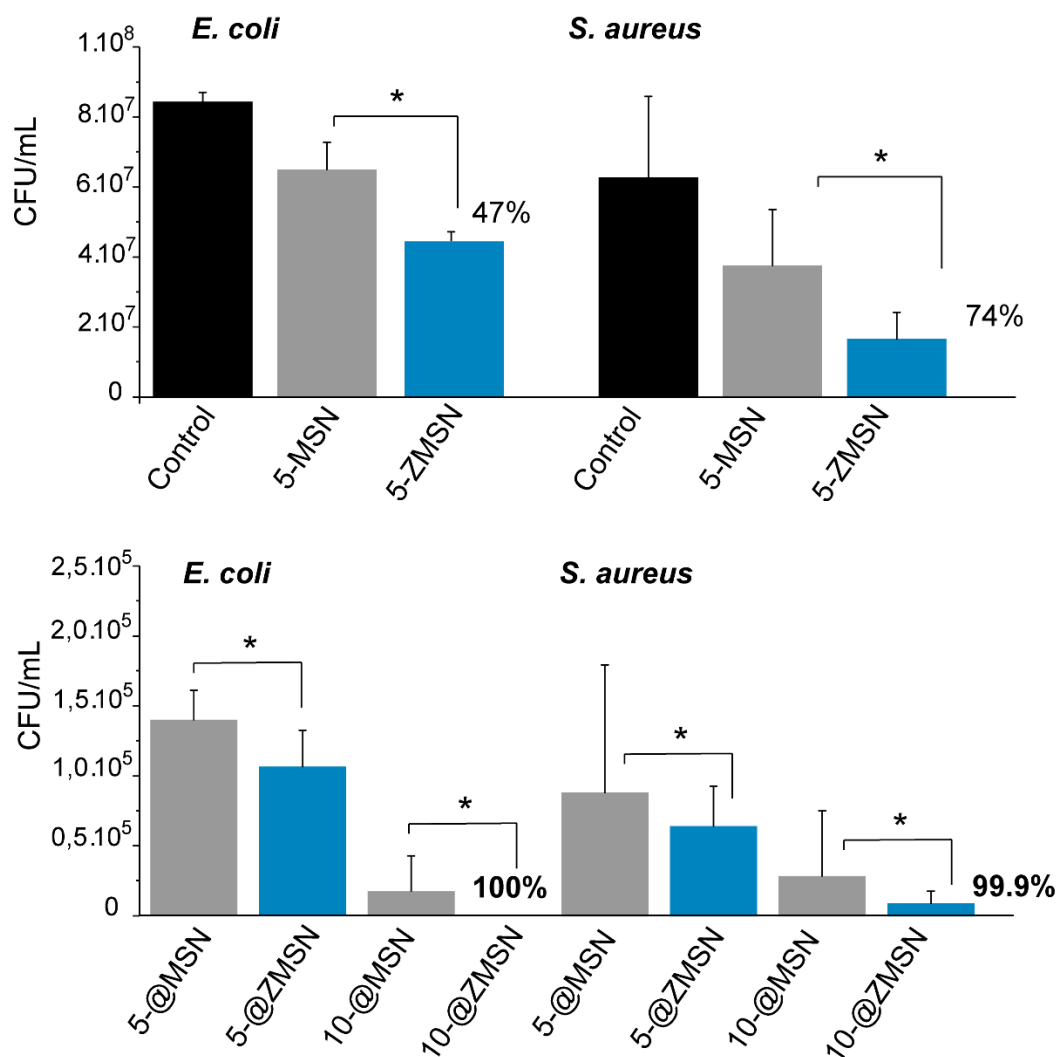 E. coli
S. aureus
CFU/mL
1.10⁸
8.10⁷
6.10⁷
4.10⁷
2.10⁷
0
*
47%
*
74%
Control
5-MSN
5-ZMSN
Control
5-MSN
5-ZMSN
E. coli
S. aureus
CFU/mL
2,5.10⁵
2,0.10⁵
1,5.10⁵
1,0.10⁵
0,5.10⁵
0
*
*
100%
*
*
99.9%
5-@MSN
5-@ZMSN
10-@MSN
10-@ZMSN
5-@MSN
5-@ZMSN
10-@MSN
10-@ZMSN